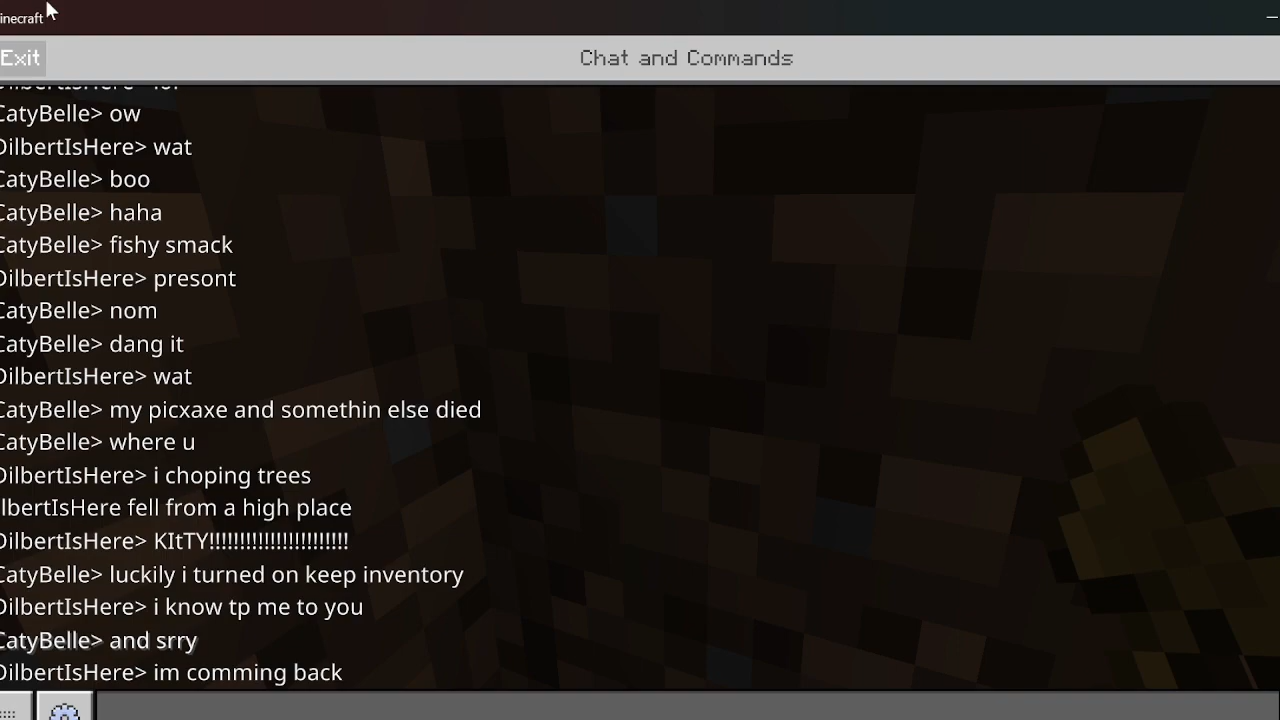 inecraft
Exit
Chat and Commands
CatyBelle> ow
DilbertIsHere> wat
CatyBelle> boo
CatyBelle> haha
CatyBelle> fishy smack
DilbertIsHere> presont
CatyBelle> nom
CatyBelle> dang it
DilbertIsHere> wat
CatyBelle> my picxaxe and somethin else died
CatyBelle> where u
DilbertIsHere> i choping trees
lbertIsHere fell from a high place
DilbertIsHere> KItTY!!!!!!!!!!!!!!!!!!!!!!!
CatyBelle> luckily i turned on keep inventory
DilbertIsHere> i know tp me to you
CatyBelle> and srry
DilbertIsHere> im comming back